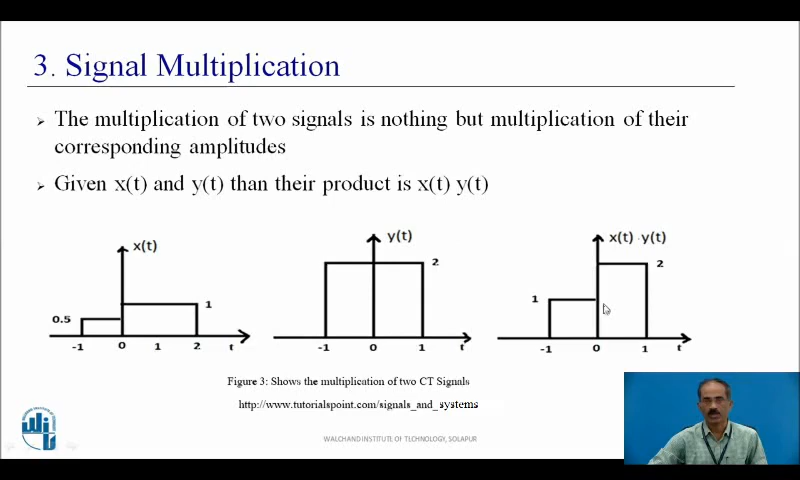 3. Signal Multiplication
➢ The multiplication of two signals is nothing but multiplication of their
corresponding amplitudes
➢ Given x(t) and y(t) than their product is x(t) y(t)
x(t)
0.5
1
-1 0 1 2 t
y(t)
2
-1 0 1 t
x(t) · y(t)
2
1
-1 0 1 t
Figure 3: Shows the multiplication of two CT Signals
http://www.tutorialspoint.com/signals_and_systems
WALCHAND INSTITUTE OF TECHNOLOGY, SOLAPUR